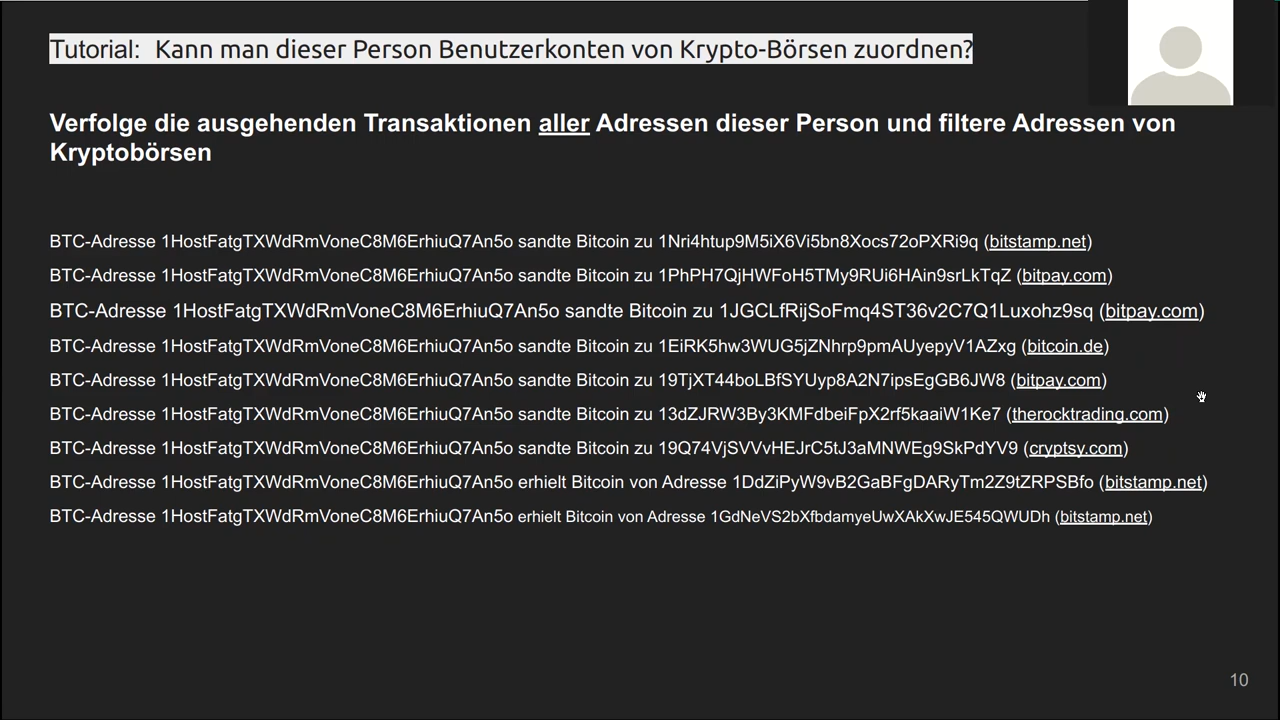 Tutorial: Kann man dieser Person Benutzerkonten von Krypto-Börsen zuordnen?
Verfolge die ausgehenden Transaktionen aller Adressen dieser Person und filtere Adressen von
Kryptobörsen
BTC-Adresse 1HostFatgTXWdRmVoneC8M6ErhiuQ7An5o sandte Bitcoin zu 1Nri4htup9M5iX6Vi5bn8Xocs72oPXRi9q (bitstamp.net)
BTC-Adresse 1HostFatgTXWdRmVoneC8M6ErhiuQ7An5o sandte Bitcoin zu 1PhPH7QjHWFoH5TMy9RUi6HAin9srLkTqZ (bitpay.com)
BTC-Adresse 1HostFatgTXWdRmVoneC8M6ErhiuQ7An5o sandte Bitcoin zu 1JGCLfRijSoFmq4ST36v2C7Q1Luxohz9sq (bitpay.com)
BTC-Adresse 1HostFatgTXWdRmVoneC8M6ErhiuQ7An5o sandte Bitcoin zu 1EiRK5hw3WUG5jZNhrp9pmAUyepyV1AZxg (bitcoin.de)
BTC-Adresse 1HostFatgTXWdRmVoneC8M6ErhiuQ7An5o sandte Bitcoin zu 19TjXT44boLBfSYUyp8A2N7ipsEgGB6JW8 (bitpay.com)
BTC-Adresse 1HostFatgTXWdRmVoneC8M6ErhiuQ7An5o sandte Bitcoin zu 13dZJRW3By3KMFdbeiFpX2rf5kaaiW1Ke7 (therocktrading.com)
BTC-Adresse 1HostFatgTXWdRmVoneC8M6ErhiuQ7An5o sandte Bitcoin zu 19Q74VjSVVvHEJrC5tJ3aMNWEg9SkPdYV9 (cryptsy.com)
BTC-Adresse 1HostFatgTXWdRmVoneC8M6ErhiuQ7An5o erhielt Bitcoin von Adresse 1DdZiPyW9vB2GaBFgDARyTm2Z9tZRPSBfo (bitstamp.net)
BTC-Adresse 1HostFatgTXWdRmVoneC8M6ErhiuQ7An5o erhielt Bitcoin von Adresse 1GdNeVS2bXfbdamyeUwXAkXwJE545QWUDh (bitstamp.net)
10